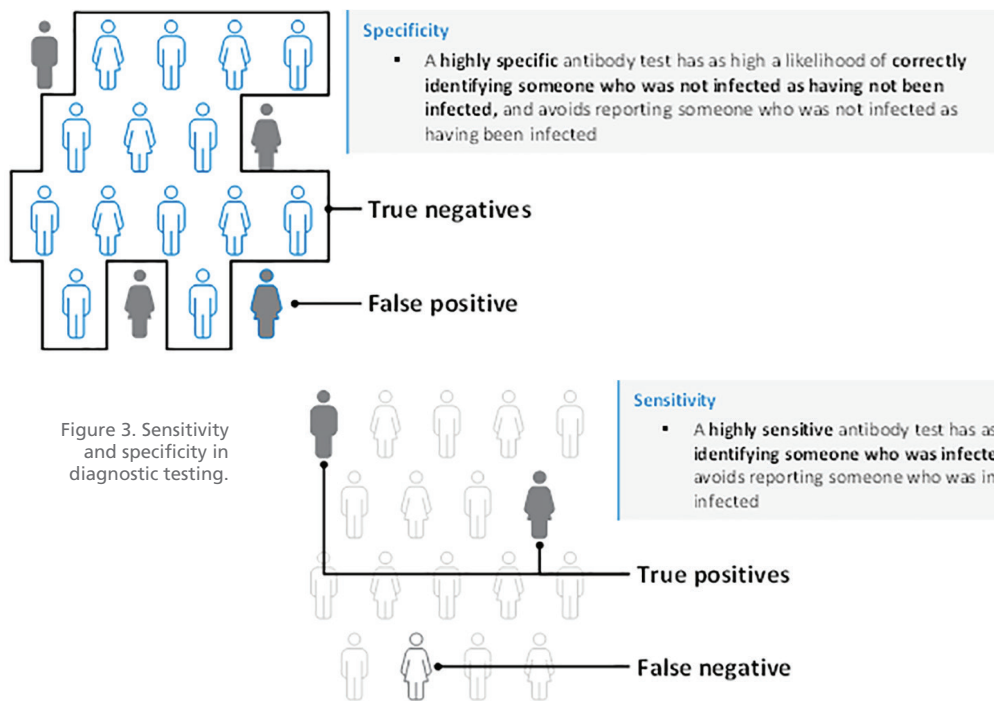 Specificity
▪ A highly specific antibody test has as high a likelihood of correctly
identifying someone who was not infected as having not been
infected, and avoids reporting someone who was not infected as
having been infected
True negatives
False positive
Figure 3. Sensitivity
and specificity in
diagnostic testing.
Sensitivity
▪ A highly sensitive antibody test has as
identifying someone who was
avoids reporting someone who was
infected
True positives
False negative